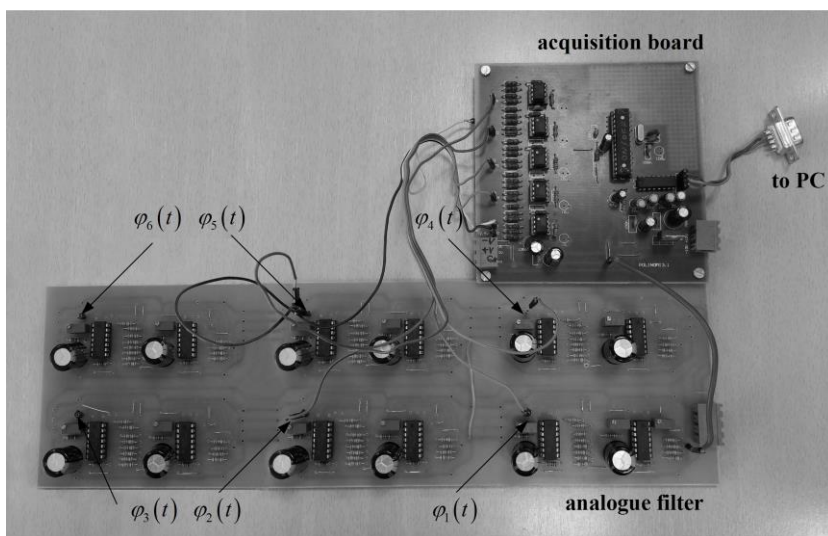 acquisition board
to PC
φ₆(t) φ₅(t) φ₄(t)
φ₃(t) φ₂(t) φ₁(t)
analogue filter